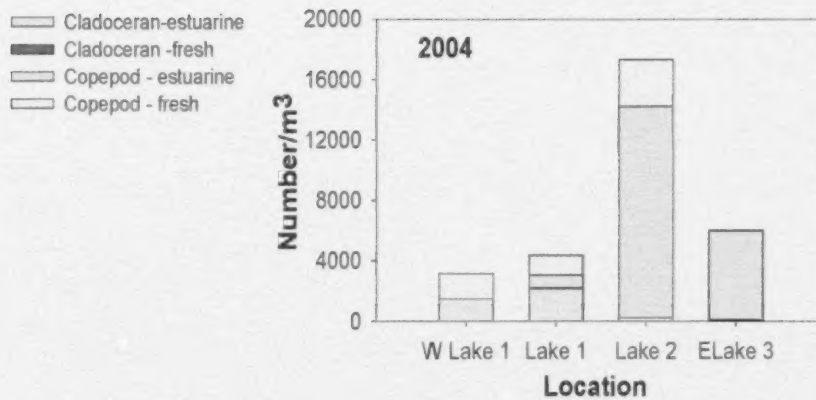 Cladoceran-estuarine
Cladoceran -fresh
Copepod - estuarine
Copepod - fresh
2004
Number/m³
20000
16000
12000
8000
4000
0
W Lake 1 Lake 1 Lake 2 ELake 3
Location